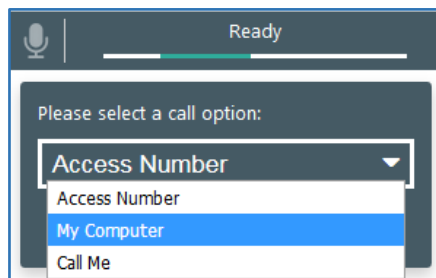 Ready
Please select a call option:
Access Number
Access Number
My Computer
Call Me